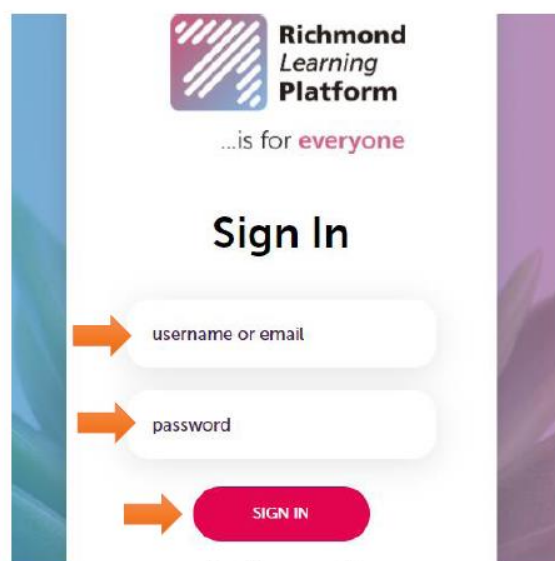 Richmond
Learning
Platform
...is for everyone
Sign In
username or email
password
SIGN IN